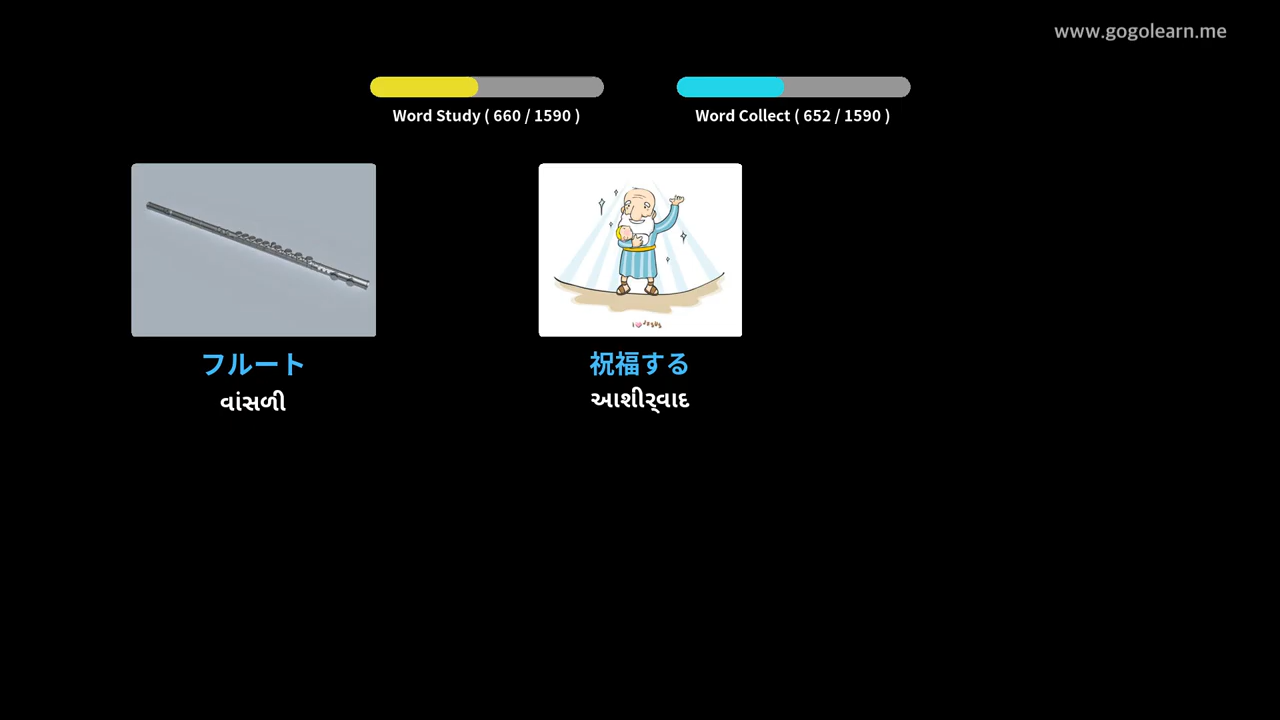 www.gogolearn.me
Word Study ( 660 / 1590 )
Word Collect ( 652 / 1590 )
I ❤ JESUS
フルート
祝福する
વાંસળી
આશીર્વાદ